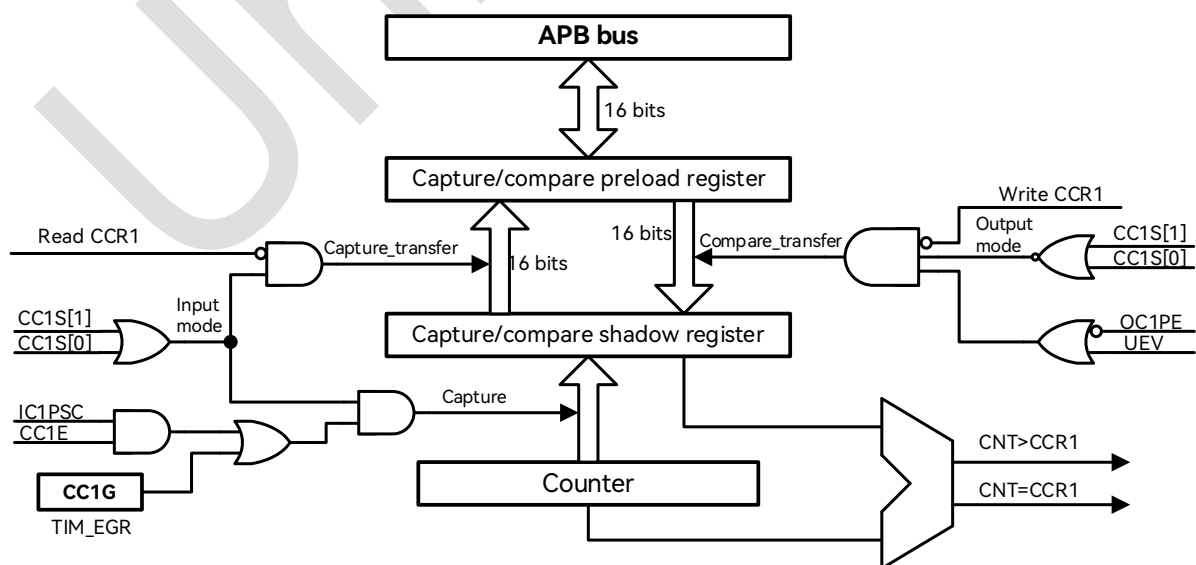 APB bus
16 bits
Capture/compare preload register
Write CCR1
Read CCR1
Capture_transfer
16 bits
16 bits
Compare_transfer
Output
mode
CC1S[1]
CC1S[0]
Input
mode
CC1S[1]
CC1S[0]
Capture/compare shadow register
OC1PE
UEV
IC1PSC
CC1E
Capture
CC1G
TIM_EGR
Counter
CNT>CCR1
CNT=CCR1